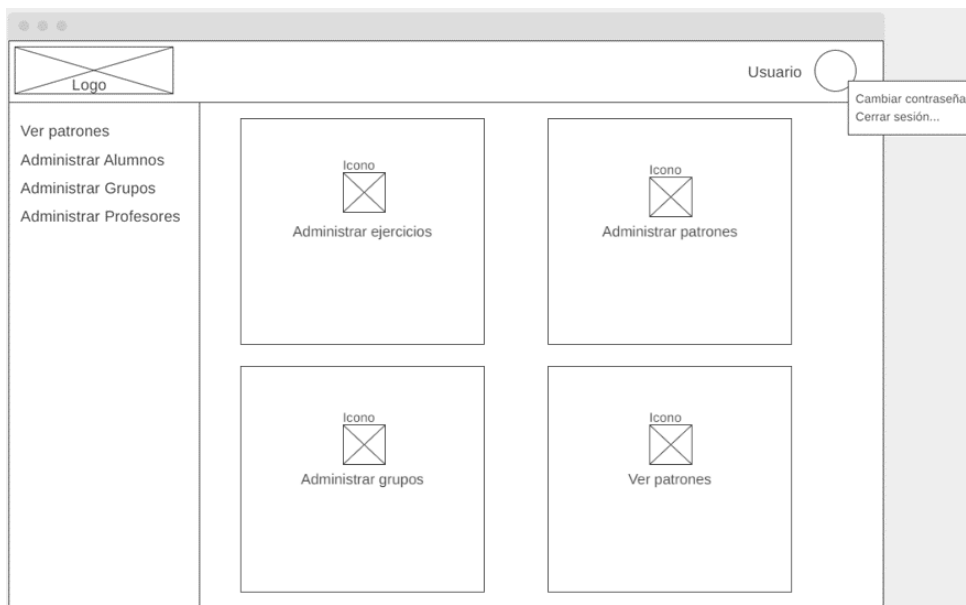 Logo
Usuario
Cambiar contraseña
Cerrar sesión...
Ver patrones
Administrar Alumnos
Administrar Grupos
Administrar Profesores
Icono
Administrar ejercicios
Icono
Administrar patrones
Icono
Administrar grupos
Icono
Ver patrones